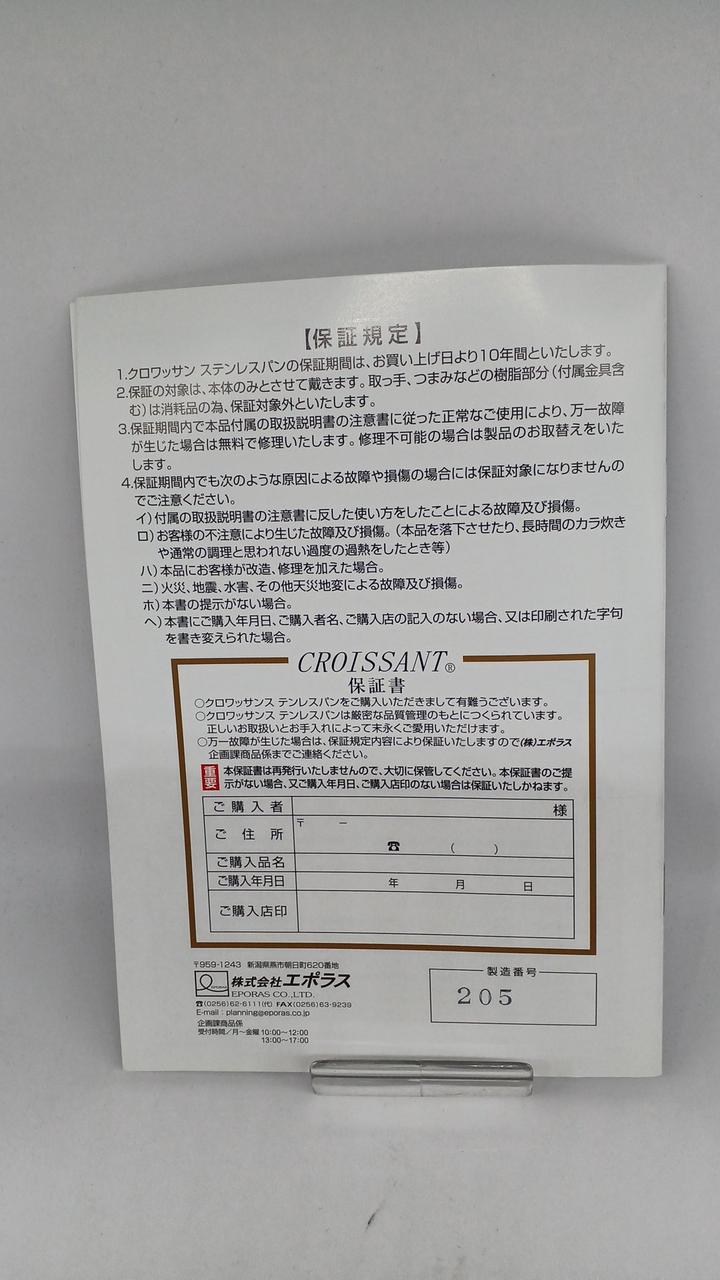 【保証規定】
1.クロワッサン ステンレスパンの保証期間は、お買い上げ日より10年間といたします。
2.保証の対象は、本体のみとさせて戴きます。取っ手、つまみなどの樹脂部分（付属金具含
む）は消耗品の為、保証対象外といたします。
3.保証期間内で本品付属の取扱説明書の注意書に従った正常なご使用により、万一故障
が生じた場合は無料で修理いたします。修理不可能の場合は製品のお取替えをいた
します。
4.保証期間内でも次のような原因による故障や損傷の場合には保証対象になりませんの
でご注意ください。
イ）付属の取扱説明書の注意書に反した使い方をしたことによる故障及び損傷。
ロ）お客様の不注意により生じた故障及び損傷。（本品を落下させたり、長時間のカラ炊き
や通常の調理と思われない過度の過熱をしたとき等）
ハ）本品にお客様が改造、修理を加えた場合。
ニ）火災、地震、水害、その他天災地変による故障及び損傷。
ホ）本書の提示がない場合。
ヘ）本書にご購入年月日、ご購入者名、ご購入店の記入のない場合、又は印刷された字句
を書き変えられた場合。
CROISSANT®
保証書
○クロワッサンス テンレスパンをご購入いただきまして有難うございます。
○クロワッサンス テンレスパンは厳密な品質管理のもとにつくられています。
正しいお取扱いとお手入れによって末永くご愛用いただけます。
○万一故障が生じた場合は、保証規定内容により保証いたしますので(株)エポラス
企画課商品係までご連絡ください。
重要 本保証書は再発行いたしませんので、大切に保管してください。本保証書のご提
示がない場合、又ご購入年月日、ご購入店印のない場合は保証いたしかねます。
ご購入者 様
ご住所 〒 －
☎ （ ）
ご購入品名
ご購入年月日 年 月 日
ご購入店印
〒959-1243 新潟県燕市朝日町620番地
EPORAS 株式会社エポラス
EPORAS CO.,LTD.
☎(0256)62-6111(代) FAX(0256)63-9239
E-mail : planning@eporas.co.jp
企画課商品係
受付時間／月～金曜 10:00～12:00
13:00～17:00
製造番号
205